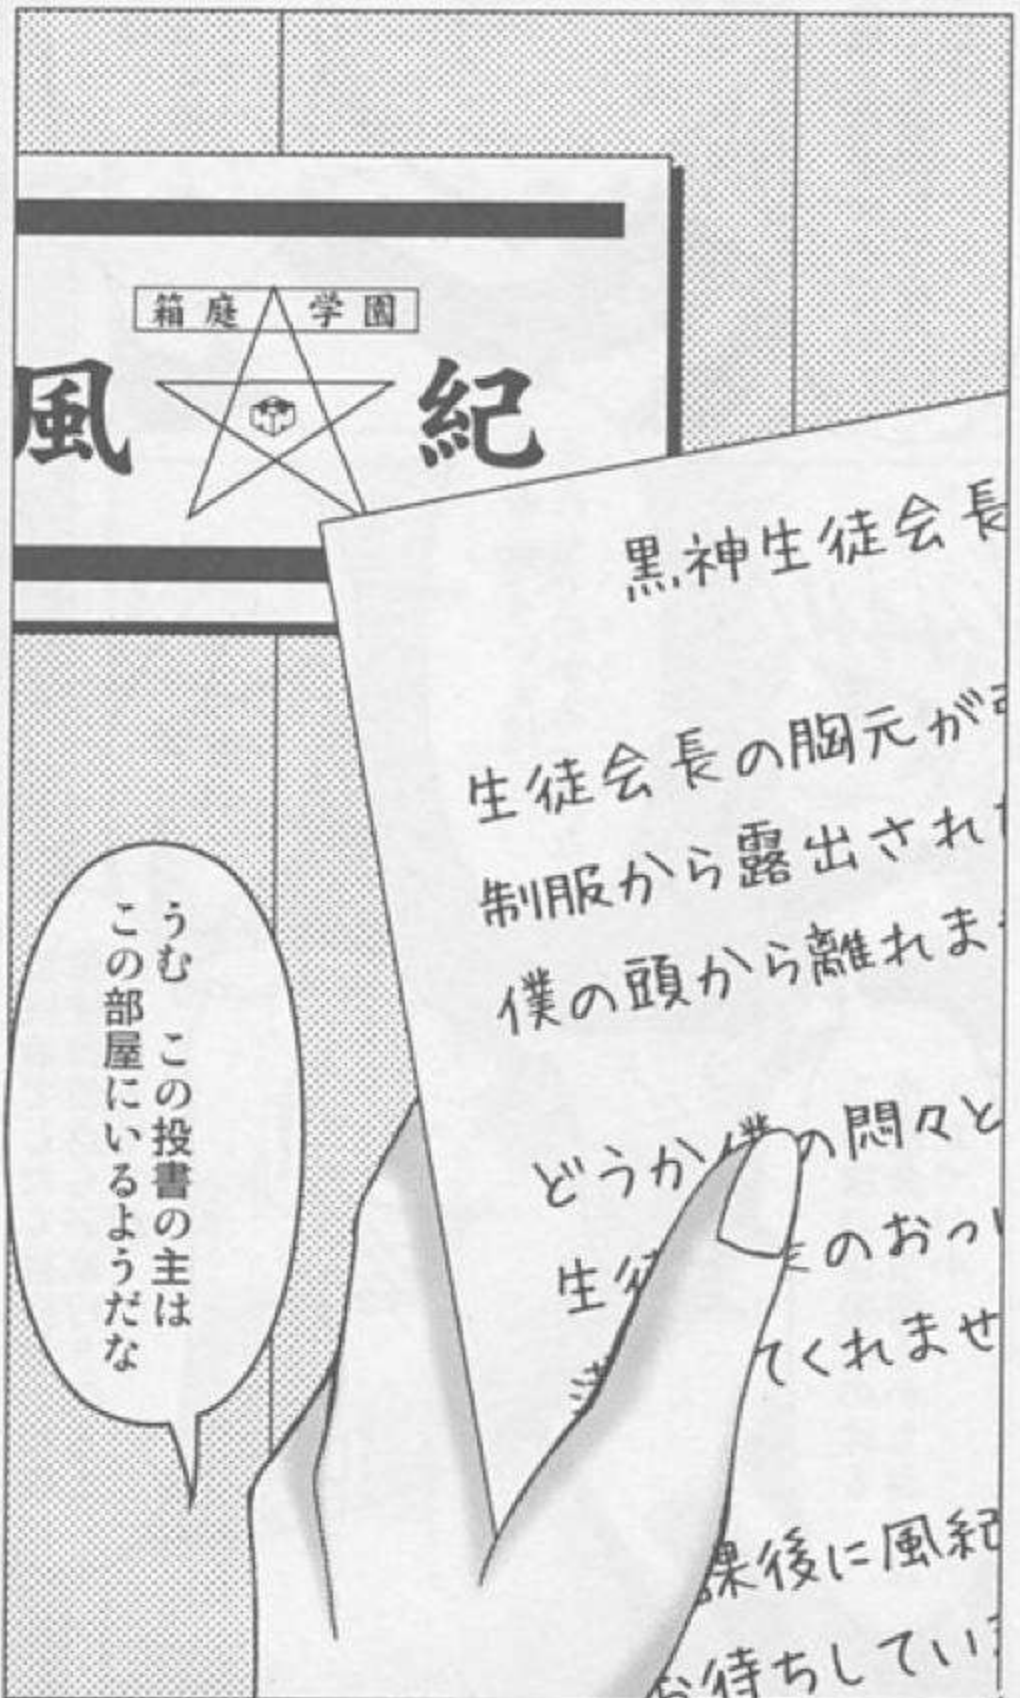 箱庭学園
風紀
黒神生徒会長
生徒会長の胸元が
制服から露出され
僕の頭から離れま
どうか僕の悶々と
生徒 のおっ
てくれませ
課後に風紀
お待ちしてい
うむ この投書の主は
この部屋にいるようだな